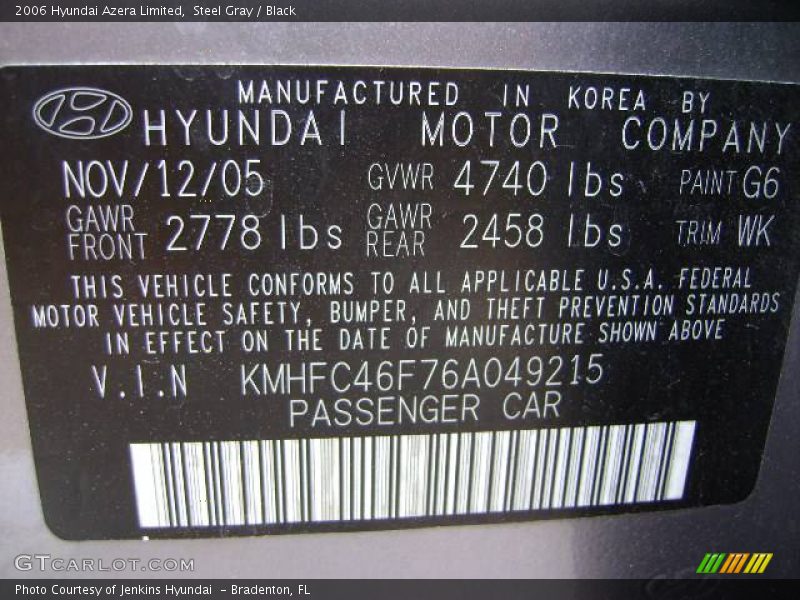 2006 Hyundai Azera Limited,  Steel Gray / Black
MANUFACTURED IN KOREA BY
HYUNDAI MOTOR COMPANY
NOV/12/05 GVWR 4740 lbs PAINT G6
GAWR FRONT 2778 lbs GAWR REAR 2458 lbs TRIM WK
THIS VEHICLE CONFORMS TO ALL APPLICABLE U.S.A. FEDERAL
MOTOR VEHICLE SAFETY, BUMPER, AND THEFT PREVENTION STANDARDS
IN EFFECT ON THE DATE OF MANUFACTURE SHOWN ABOVE
V.I.N KMHFC46F76A049215
PASSENGER CAR
GTCARLOT.COM
Photo Courtesy of Jenkins Hyundai  - Bradenton, FL